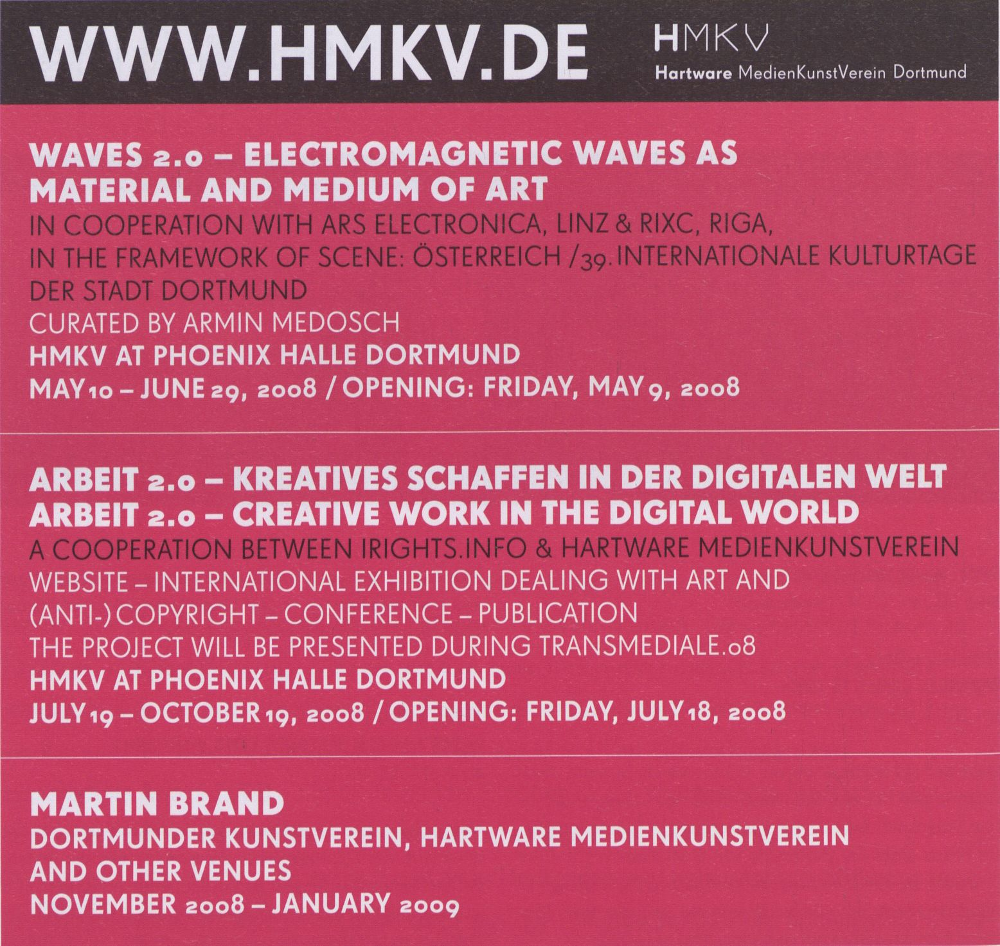 WWW.HMKV.DE
HMKV
Hartware MedienKunstVerein Dortmund
WAVES 2.0 – ELECTROMAGNETIC WAVES AS
MATERIAL AND MEDIUM OF ART
IN COOPERATION WITH ARS ELECTRONICA, LINZ & RIXC, RIGA,
IN THE FRAMEWORK OF SCENE: ÖSTERREICH /39. INTERNATIONALE KULTURTAGE
DER STADT DORTMUND
CURATED BY ARMIN MEDOSCH
HMKV AT PHOENIX HALLE DORTMUND
MAY 10 – JUNE 29, 2008 / OPENING: FRIDAY, MAY 9, 2008
ARBEIT 2.0 – KREATIVES SCHAFFEN IN DER DIGITALEN WELT
ARBEIT 2.0 – CREATIVE WORK IN THE DIGITAL WORLD
A COOPERATION BETWEEN IRIGHTS.INFO & HARTWARE MEDIENKUNSTVEREIN
WEBSITE – INTERNATIONAL EXHIBITION DEALING WITH ART AND
(ANTI-) COPYRIGHT – CONFERENCE – PUBLICATION
THE PROJECT WILL BE PRESENTED DURING TRANSMEDIALE.08
HMKV AT PHOENIX HALLE DORTMUND
JULY 19 – OCTOBER 19, 2008 / OPENING: FRIDAY, JULY 18, 2008
MARTIN BRAND
DORTMUNDER KUNSTVEREIN, HARTWARE MEDIENKUNSTVEREIN
AND OTHER VENUES
NOVEMBER 2008 – JANUARY 2009